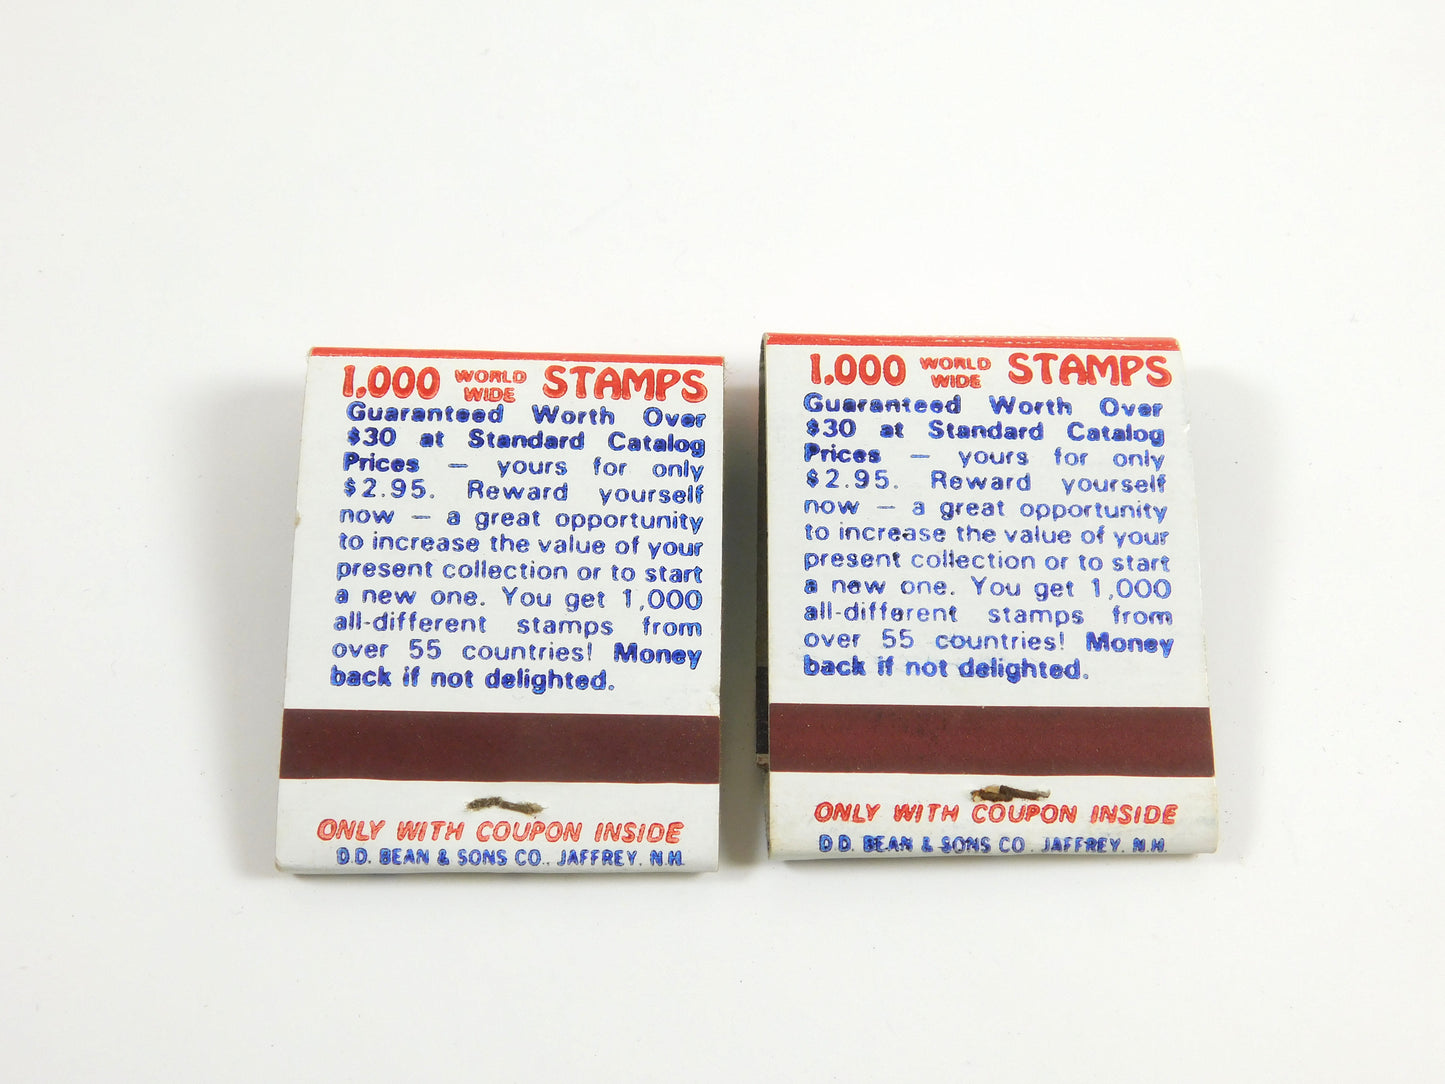 1,000 WORLD WIDE STAMPS
Guaranteed Worth Over
$30 at Standard Catalog
Prices — yours for only
$2.95. Reward yourself
now — a great opportunity
to increase the value of your
present collection or to start
a new one. You get 1,000
all-different stamps from
over 55 countries! Money
back if not delighted.
ONLY WITH COUPON INSIDE
D.D. BEAN & SONS CO., JAFFREY, N.H.
1,000 WORLD WIDE STAMPS
Guaranteed Worth Over
$30 at Standard Catalog
Prices — yours for only
$2.95. Reward yourself
now — a great opportunity
to increase the value of your
present collection or to start
a new one. You get 1,000
all-different stamps from
over 55 countries! Money
back if not delighted.
ONLY WITH COUPON INSIDE
D.D. BEAN & SONS CO., JAFFREY, N.H.